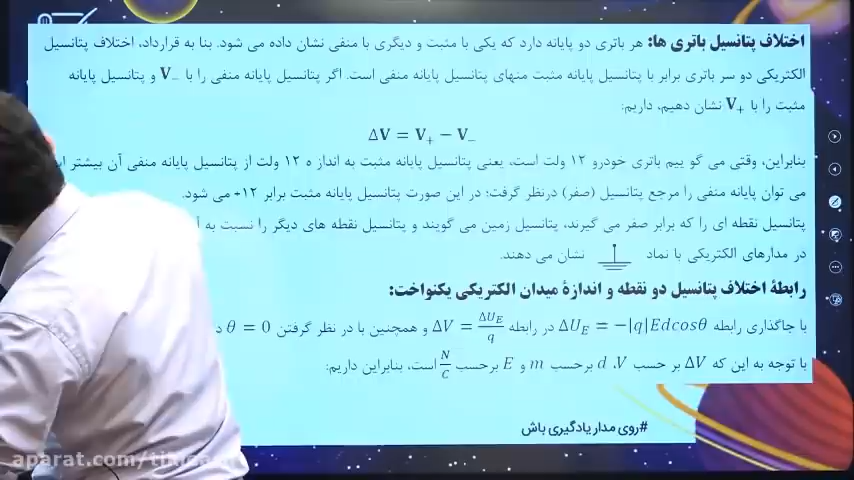 اختلاف پتانسیل باتری ها: هر باتری دو پایانه دارد که یکی با مثبت و دیگری با منفی نشان داده می شود. بنا به قرارداد، اختلاف پتانسیل
الکتریکی دو سر باتری برابر با پتانسیل پایانه مثبت منهای پتانسیل پایانه منفی است. اگر پتانسیل پایانه منفی را با V₋ و پتانسیل پایانه
مثبت را با V₊ نشان دهیم، داریم:
ΔV = V₊ − V₋
بنابراین، وقتی می گو ییم باتری خودرو ۱۲ ولت است، یعنی پتانسیل پایانه مثبت به انداز ه ۱۲ ولت از پتانسیل پایانه منفی آن بیشتر
می توان پایانه منفی را مرجع پتانسیل (صفر) درنظر گرفت؛ در این صورت پتانسیل پایانه مثبت برابر ۱۲+ می شود.
پتانسیل نقطه ای را که برابر صفر می گیرند، پتانسیل زمین می گویند و پتانسیل نقطه های دیگر را نسبت به
در مدارهای الکتریکی با نماد نشان می دهند.
رابطهٔ اختلاف پتانسیل دو نقطه و اندازهٔ میدان الکتریکی یکنواخت:
با جاگذاری رابطه ΔU_E = −|q|Edcosθ در رابطه ΔV = ΔU_E/q و همچنین با در نظر گرفتن θ = 0
با توجه به این که ΔV بر حسب V، d برحسب m و E برحسب N/C است، بنابراین داریم:
#روی مدار یادگیری باش